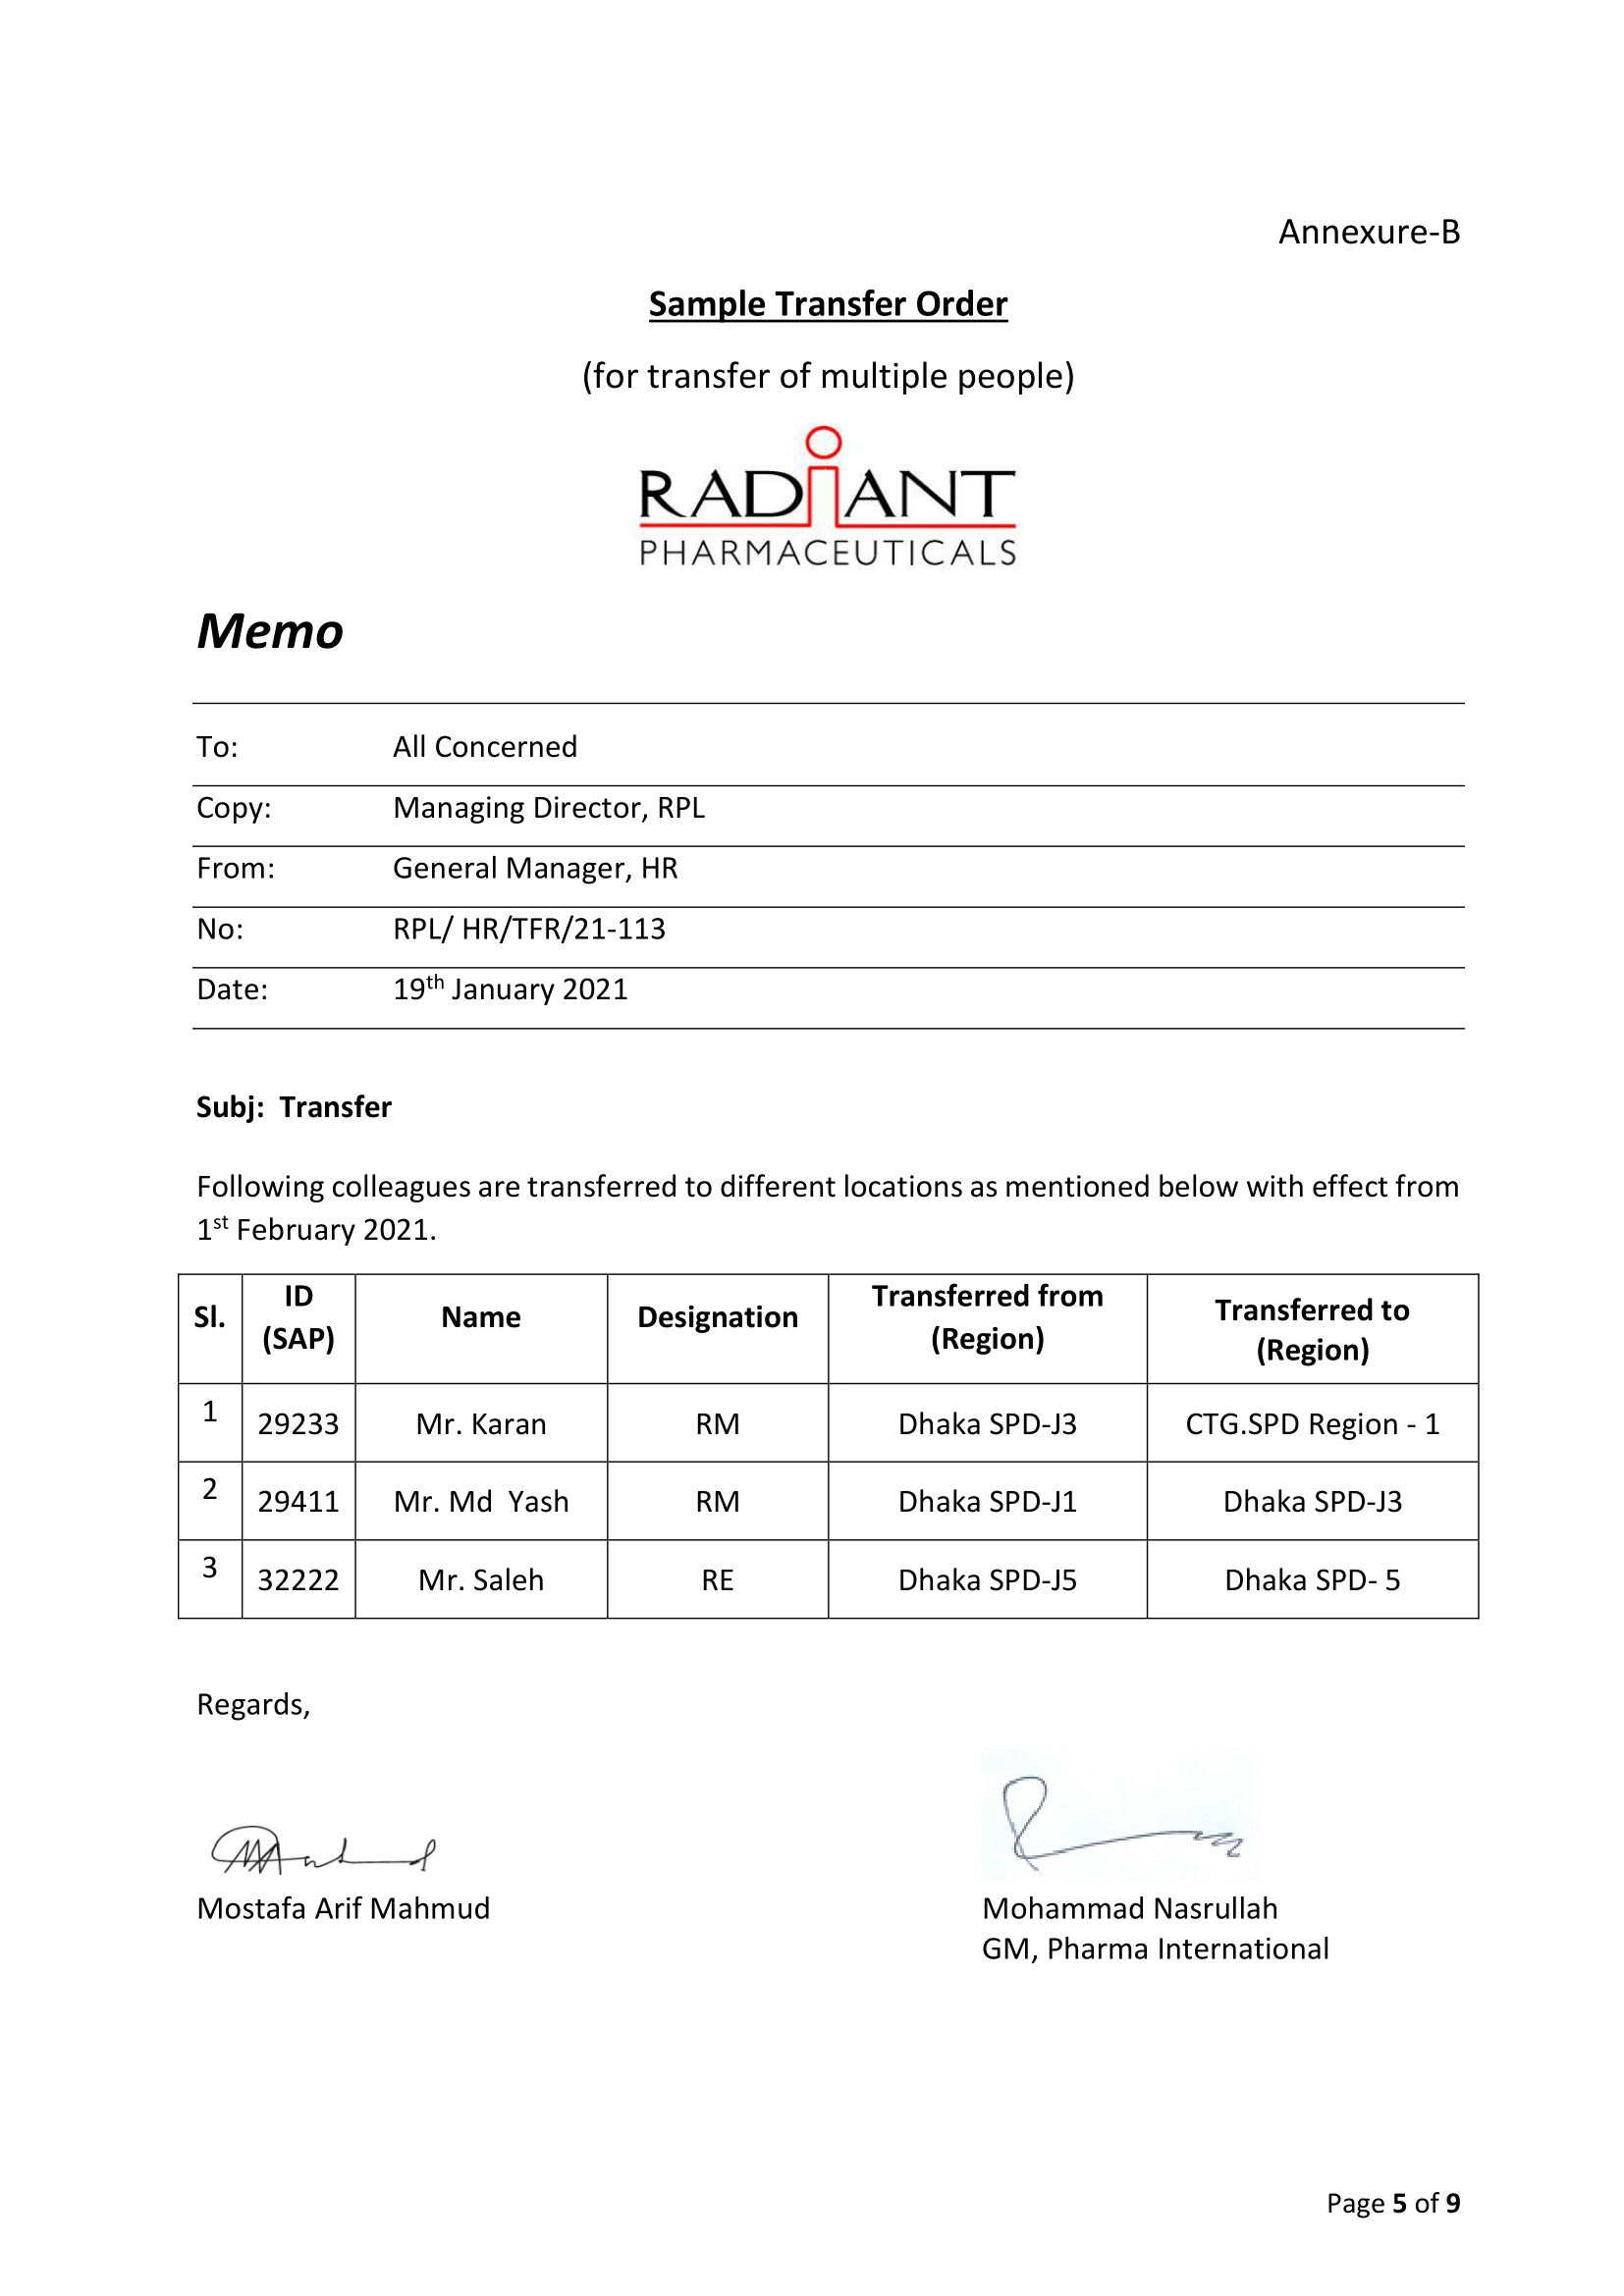 Annexure-B
Sample Transfer Order
(for transfer of multiple people)
RADiANT
PHARMACEUTICALS
Memo
To: All Concerned
Copy: Managing Director, RPL
From: General Manager, HR
No: RPL/ HR/TFR/21-113
Date: 19th January 2021
Subj: Transfer
Following colleagues are transferred to different locations as mentioned below with effect from
1st February 2021.
Sl. ID (SAP) Name Designation Transferred from (Region) Transferred to (Region)
1 29233 Mr. Karan RM Dhaka SPD-J3 CTG.SPD Region - 1
2 29411 Mr. Md  Yash RM Dhaka SPD-J1 Dhaka SPD-J3
3 32222 Mr. Saleh RE Dhaka SPD-J5 Dhaka SPD- 5
Regards,
Mostafa Arif Mahmud Mohammad Nasrullah
GM, Pharma International
Page 5 of 9